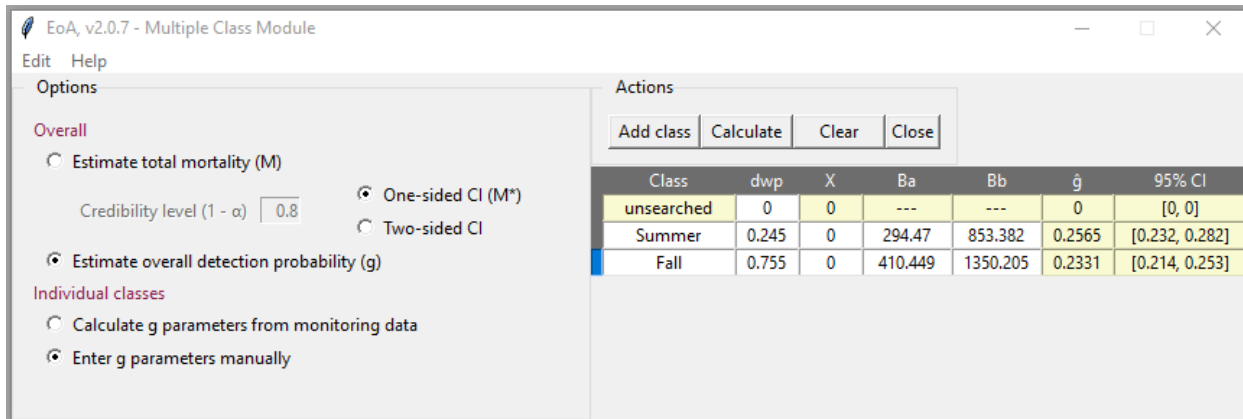 EoA, v2.0.7 - Multiple Class Module
Edit Help
Options
Overall
Estimate total mortality (M)
Credibility level (1 - α) 0.8
One-sided CI (M*)
Two-sided CI
Estimate overall detection probability (g)
Individual classes
Calculate g parameters from monitoring data
Enter g parameters manually
Actions
Add class Calculate Clear Close
Class dwp X Ba Bb ĝ 95% CI
unsearched 0 0 --- --- 0 [0, 0]
Summer 0.245 0 294.47 853.382 0.2565 [0.232, 0.282]
Fall 0.755 0 410.449 1350.205 0.2331 [0.214, 0.253]